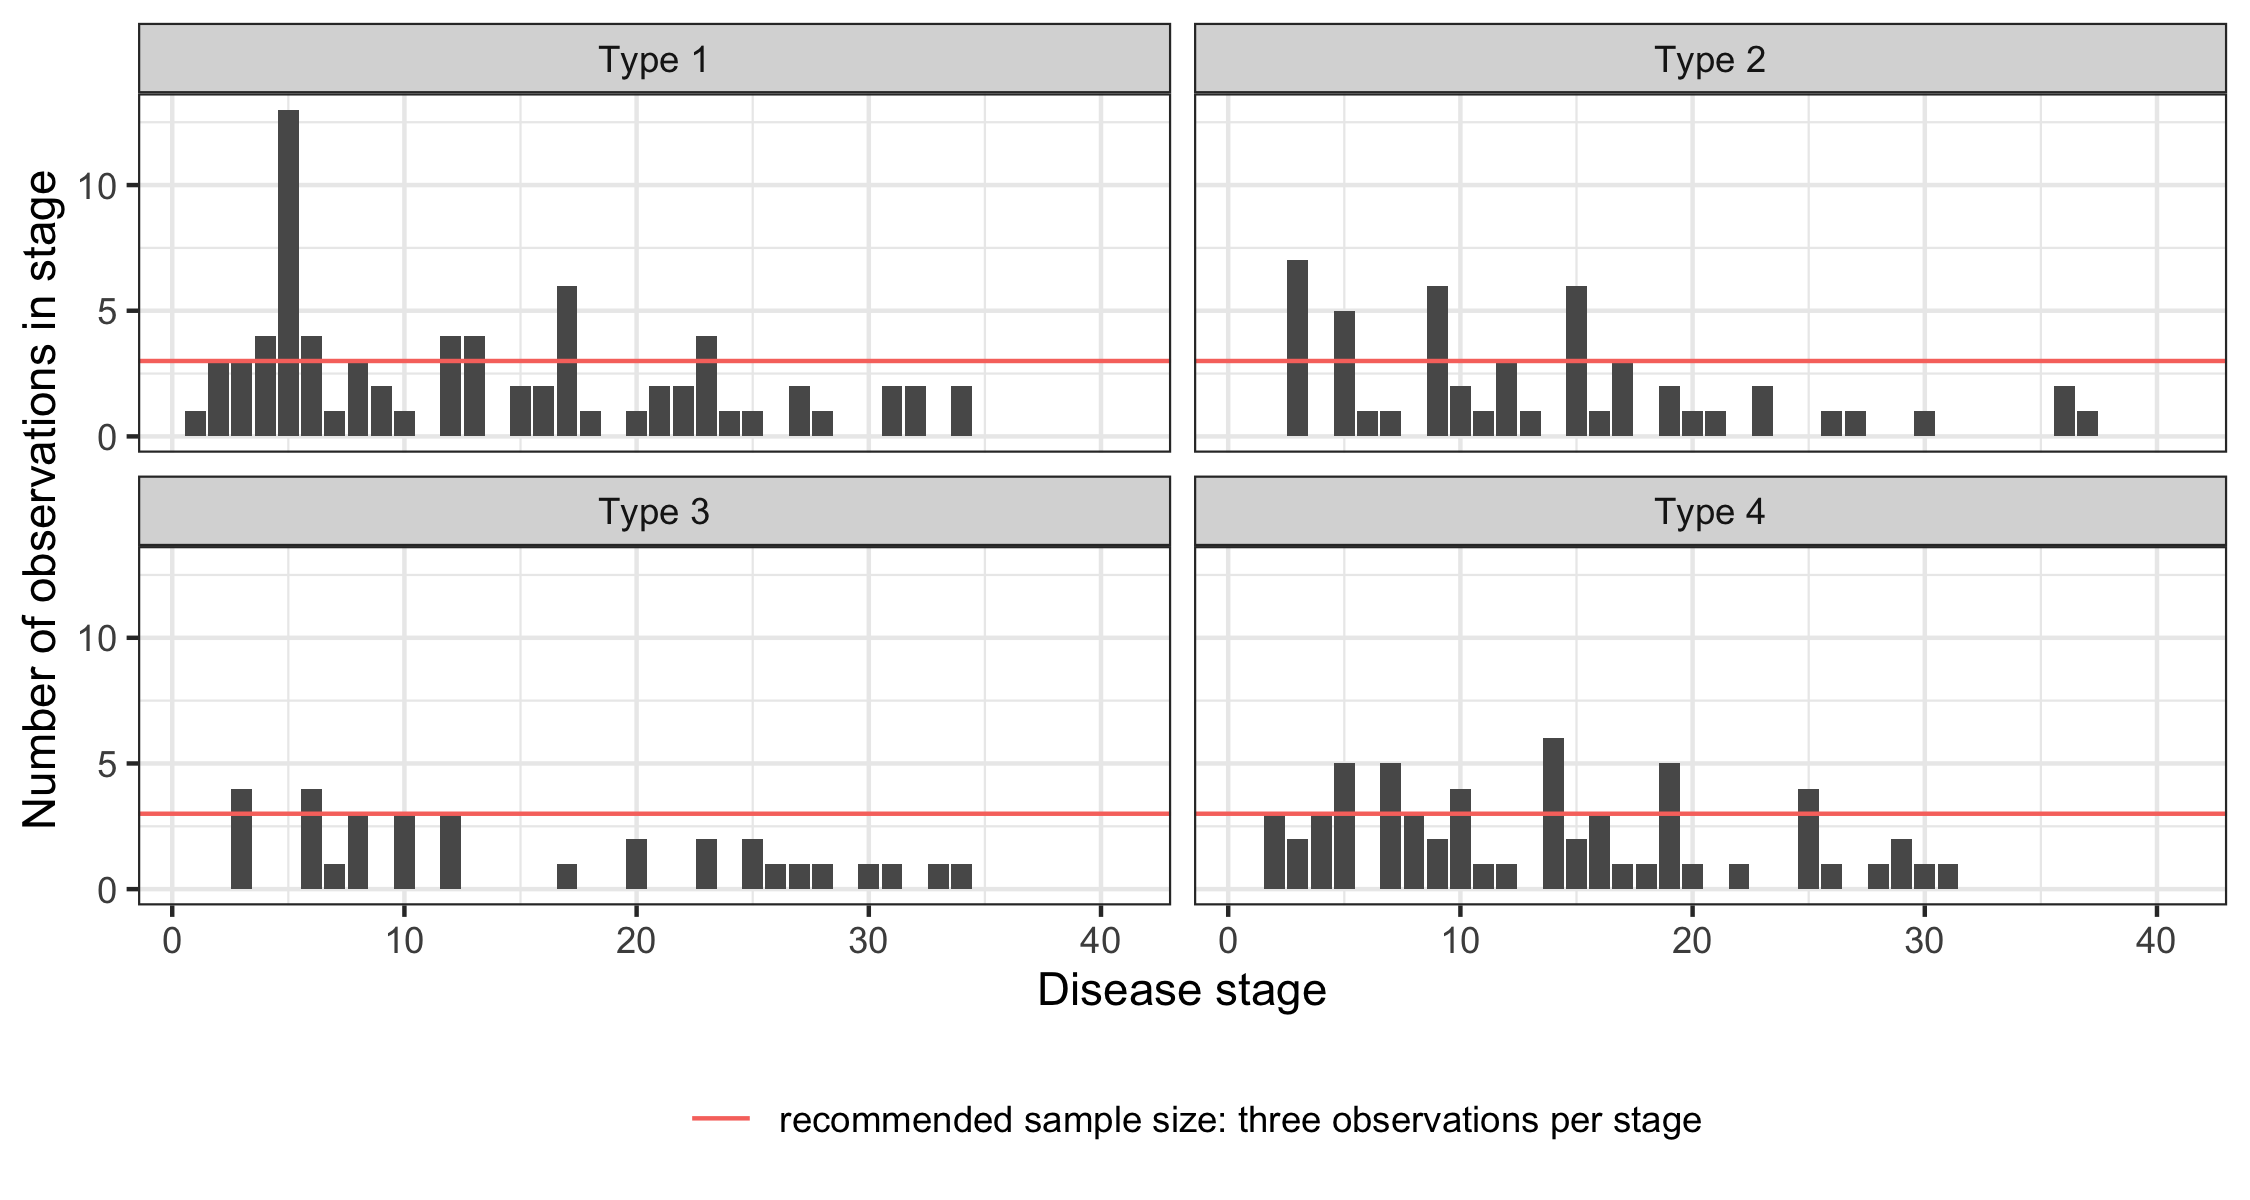 Type 1
Type 2
Number of observations in stage
10
5
0
Type 3
Type 4
10
5
0
0
10
20
30
40
0
10
20
30
40
Disease stage
recommended sample size: three observations per stage